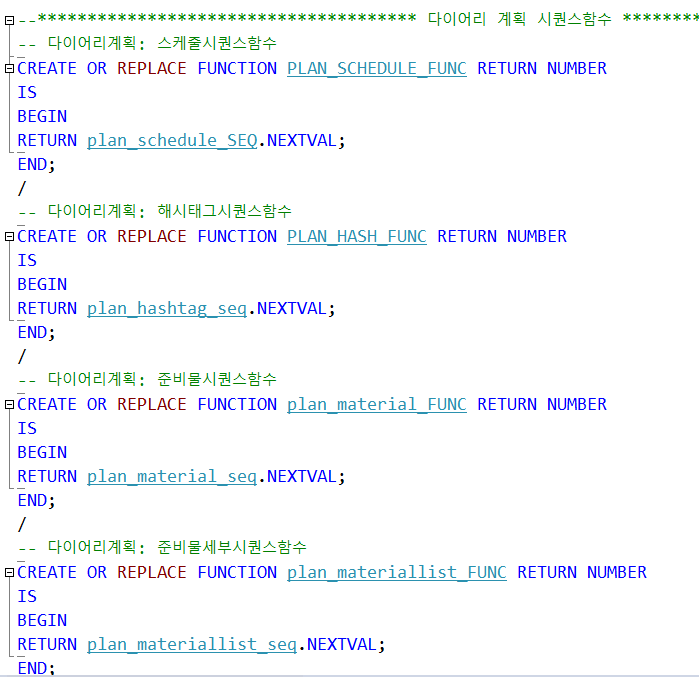 --************************************** 다이어리 계획 시퀀스함수 ********
-- 다이어리계획: 스케줄시퀀스함수
CREATE OR REPLACE FUNCTION PLAN_SCHEDULE_FUNC RETURN NUMBER
IS
BEGIN
RETURN plan_schedule_SEQ.NEXTVAL;
END;
/
-- 다이어리계획: 해시태그시퀀스함수
CREATE OR REPLACE FUNCTION PLAN_HASH_FUNC RETURN NUMBER
IS
BEGIN
RETURN plan_hashtag_seq.NEXTVAL;
END;
/
-- 다이어리계획: 준비물시퀀스함수
CREATE OR REPLACE FUNCTION plan_material_FUNC RETURN NUMBER
IS
BEGIN
RETURN plan_material_seq.NEXTVAL;
END;
/
-- 다이어리계획: 준비물세부시퀀스함수
CREATE OR REPLACE FUNCTION plan_materiallist_FUNC RETURN NUMBER
IS
BEGIN
RETURN plan_materiallist_seq.NEXTVAL;
END;